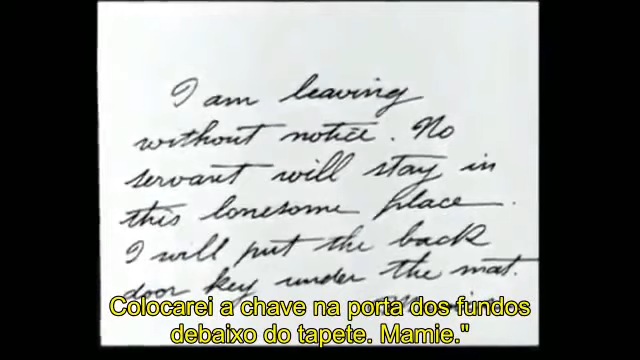 I am leaving
without notice. No
servant will stay in
this lonesome place.
I will put the back
door key under the mat.
Colocarei a chave na porta dos fundos
debaixo do tapete. Mamie."